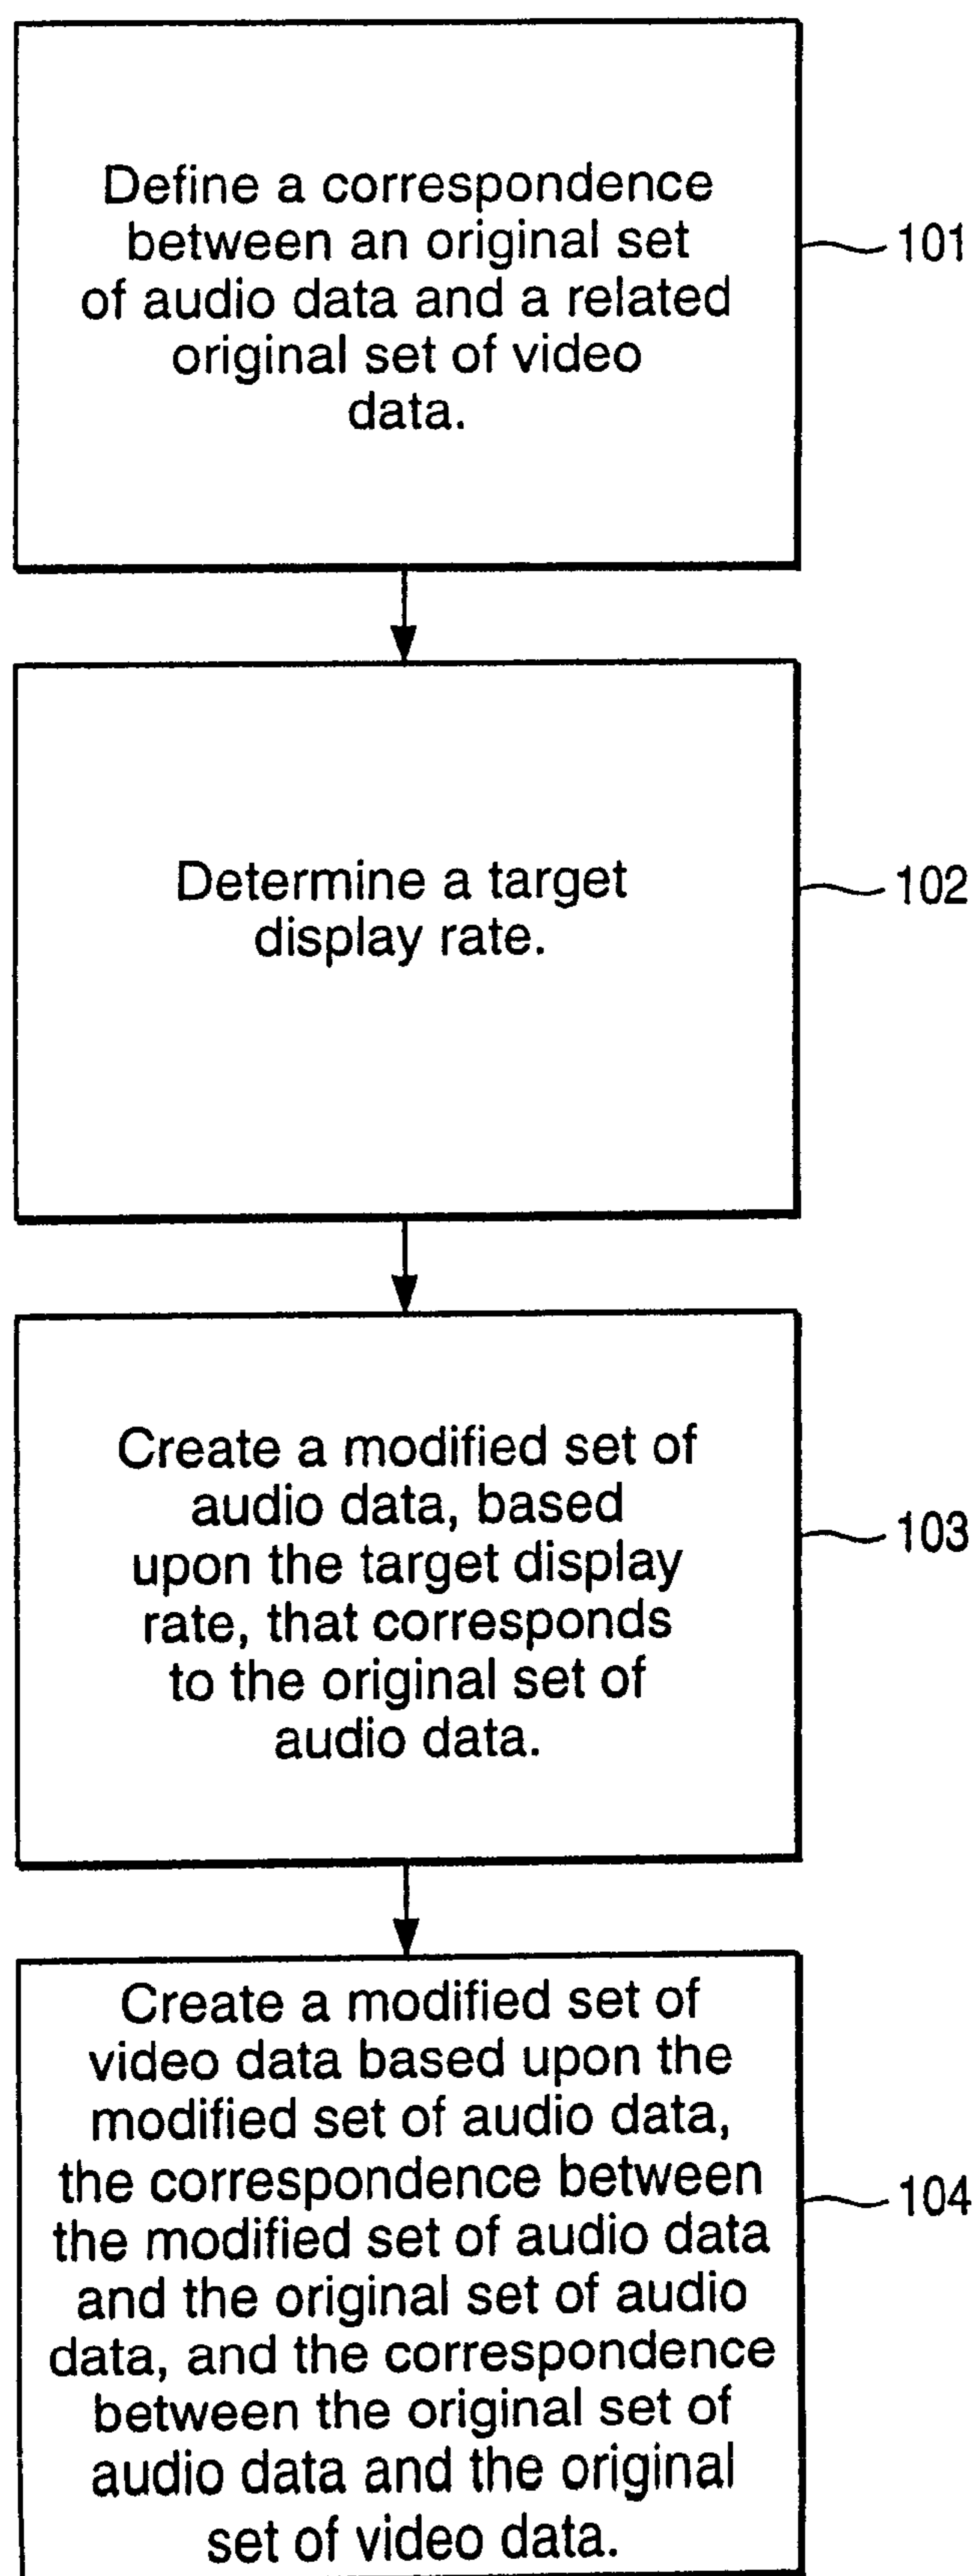 Define a correspondence
between an original set
of audio data and a related
original set of video
data.
101
Determine a target
display rate.
102
Create a modified set of
audio data, based
upon the target display
rate, that corresponds
to the original set of
audio data.
103
Create a modified set of
video data based upon the
modified set of audio data,
the correspondence between
the modified set of audio data
and the original set of audio
data, and the correspondence
between the original set of
audio data and the original
set of video data.
104